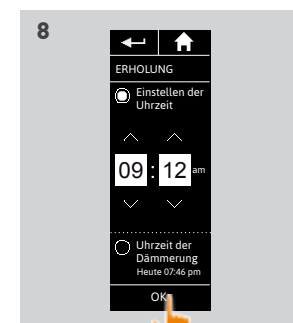 8
ERHOLUNG
Einstellen der
Uhrzeit
09 : 12 am
Uhrzeit der
Dämmerung
Heute 07:46 pm
OK